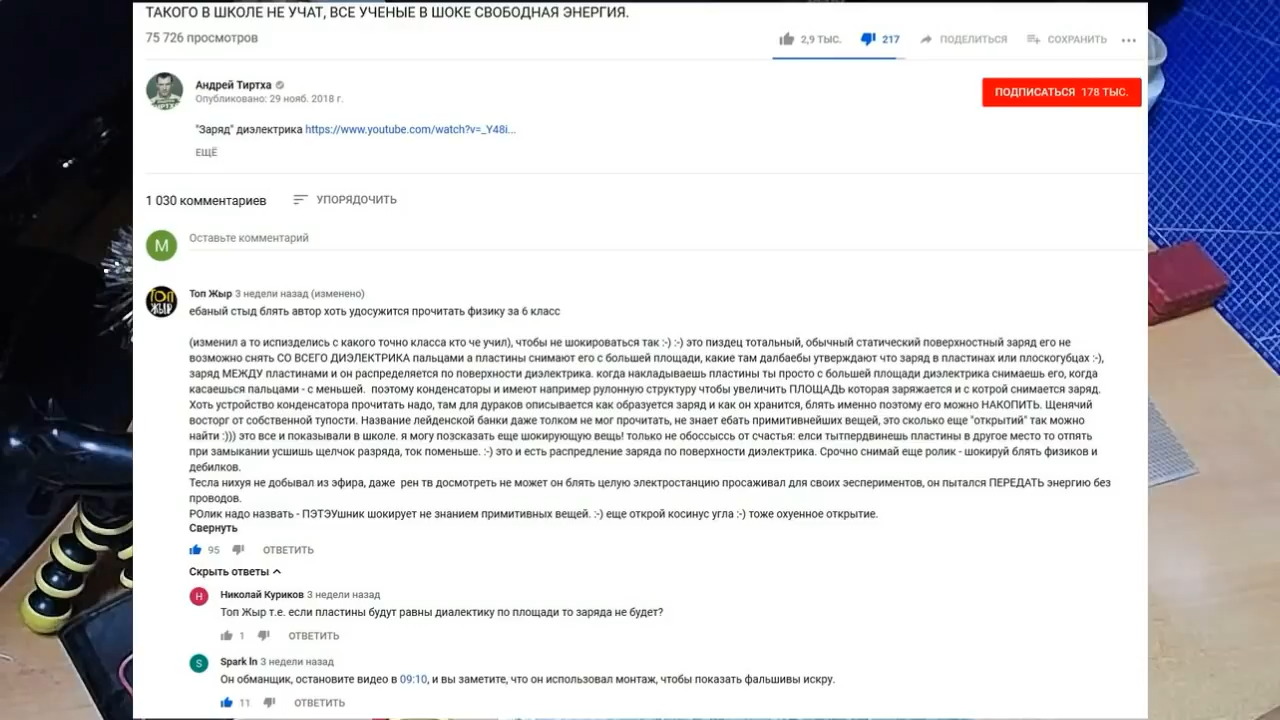 ТАКОГО В ШКОЛЕ НЕ УЧАТ, ВСЕ УЧЕНЫЕ В ШОКЕ СВОБОДНАЯ ЭНЕРГИЯ.
75 726 просмотров
2,9 ТЫС. 217 ПОДЕЛИТЬСЯ СОХРАНИТЬ
Андрей Тиртха
Опубликовано: 29 нояб. 2018 г.
ПОДПИСАТЬСЯ 178 ТЫС.
"Заряд" диэлектрика https://www.youtube.com/watch?v=_Y48i...
ЕЩЁ
1 030 комментариев УПОРЯДОЧИТЬ
M Оставьте комментарий
ТОП ЖЫР
Топ Жыр 3 недели назад (изменено)
ебаный стыд блять автор хоть удосужится прочитать физику за 6 класс
(изменил а то испизделись с какого точно класса кто че учил), чтобы не шокироваться так :-) :-) это пиздец тотальный, обычный статический поверхностный заряд его не
возможно снять СО ВСЕГО ДИЭЛЕКТРИКА пальцами а пластины снимают его с большей площади, какие там далбаебы утверждают что заряд в пластинах или плоскогубцах :-),
заряд МЕЖДУ пластинами и он распределяется по поверхности диэлектрика. когда накладываешь пластины ты просто с большей площади диэлектрика снимаешь его, когда
касаешься пальцами - с меньшей. поэтому конденсаторы и имеют например рулонную структуру чтобы увеличить ПЛОЩАДЬ которая заряжается и с котрой снимается заряд.
Хоть устройство конденсатора прочитать надо, там для дураков описывается как образуется заряд и как он хранится, блять именно поэтому его можно НАКОПИТЬ. Щенячий
восторг от собственной тупости. Название лейденской банки даже толком не мог прочитать, не знает ебать примитивнейших вещей, это сколько еще "открытий" так можно
найти :))) это все и показывали в школе. я могу позсказать еще шокирующую вещь! только не обоссысь от счастья: елси тытпердвинешь пластины в другое место то отпять
при замыкании усшишь щелчок разряда, ток поменьше. :-) это и есть распредление заряда по поверхности диэлектрика. Срочно снимай еще ролик - шокируй блять физиков и
дебилков.
Тесла нихуя не добывал из эфира, даже рен тв досмотреть не может он блять целую электростанцию просаживал для своих эеспериментов, он пытался ПЕРЕДАТЬ энергию без
проводов.
РОлик надо назвать - ПЭТЭУшник шокирует не знанием примитивных вещей. :-) еще открой косинус угла :-) тоже охуенное открытие.
Свернуть
95 ОТВЕТИТЬ
Скрыть ответы
Н Николай Куриков 3 недели назад
Топ Жыр т.е. если пластины будут равны диалектику по площади то заряда не будет?
1 ОТВЕТИТЬ
S Spark ln 3 недели назад
Он обманщик, остановите видео в 09:10, и вы заметите, что он использовал монтаж, чтобы показать фальшивы искру.
11 ОТВЕТИТЬ